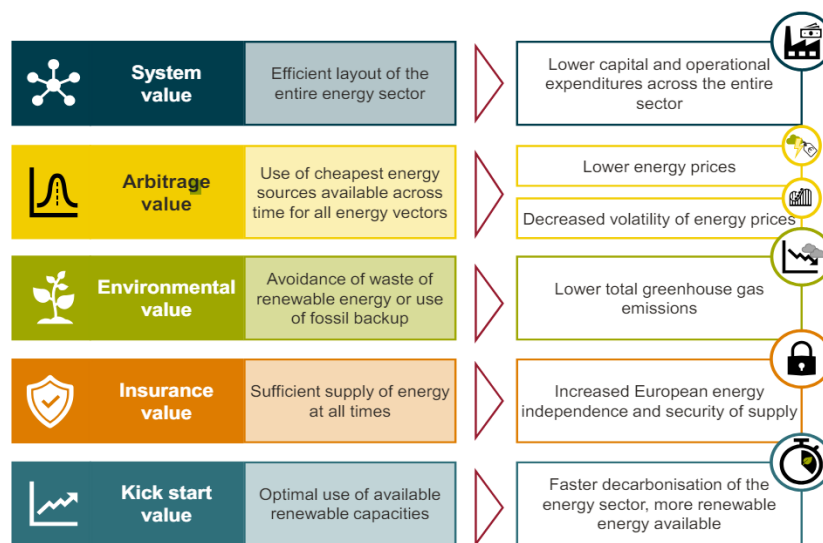 System
value
Efficient layout of the
entire energy sector
Lower capital and operational
expenditures across the entire
sector
Arbitrage
value
Use of cheapest energy
sources available across
time for all energy vectors
Lower energy prices
Decreased volatility of energy prices
Environmental
value
Avoidance of waste of
renewable energy or use
of fossil backup
Lower total greenhouse gas
emissions
Insurance
value
Sufficient supply of energy
at all times
Increased European energy
independence and security of supply
Kick start
value
Optimal use of available
renewable capacities
Faster decarbonisation of the
energy sector, more renewable
energy available